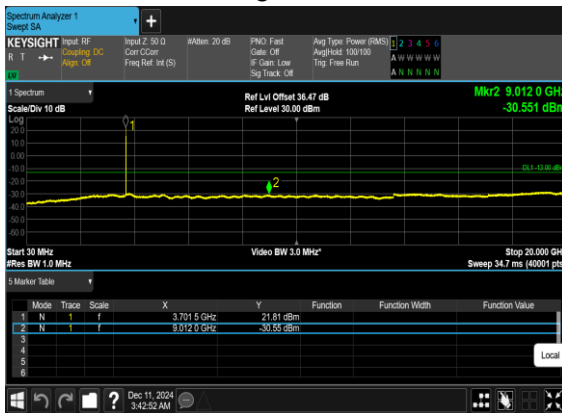 Spectrum Analyzer 1
Swept SA
+
KEYSIGHT Input: RF Input Z: 50 Ω #Atten: 20 dB PNO: Fast Avg Type: Power (RMS) 1 2 3 4 5 6
R T Coupling: DC Corr CCorr Gate: Off Avg|Hold: 100/100 A W W W W W
Align: Off Freq Ref: Int (S) IF Gain: Low Trig: Free Run
LXI Sig Track: Off A N N N N N
1 Spectrum Ref Lvl Offset 36.47 dB Mkr2 9.012 0 GHz
Scale/Div 10 dB Ref Level 30.00 dBm -30.551 dBm
Log
20.0
10.0
0.00
-10.0
-20.0
-30.0
-40.0
-50.0
-60.0
1
2
DL1 -13.00 dBm
Start 30 MHz Video BW 3.0 MHz* Stop 20.000 GHz
#Res BW 1.0 MHz Sweep 34.7 ms (40001 pts)
5 Marker Table
Mode Trace Scale X Y Function Function Width Function Value
1 N 1 f 3.701 5 GHz 21.81 dBm
2 N 1 f 9.012 0 GHz -30.55 dBm
3
4
5
6
Local
? Dec 11, 2024
3:42:52 AM